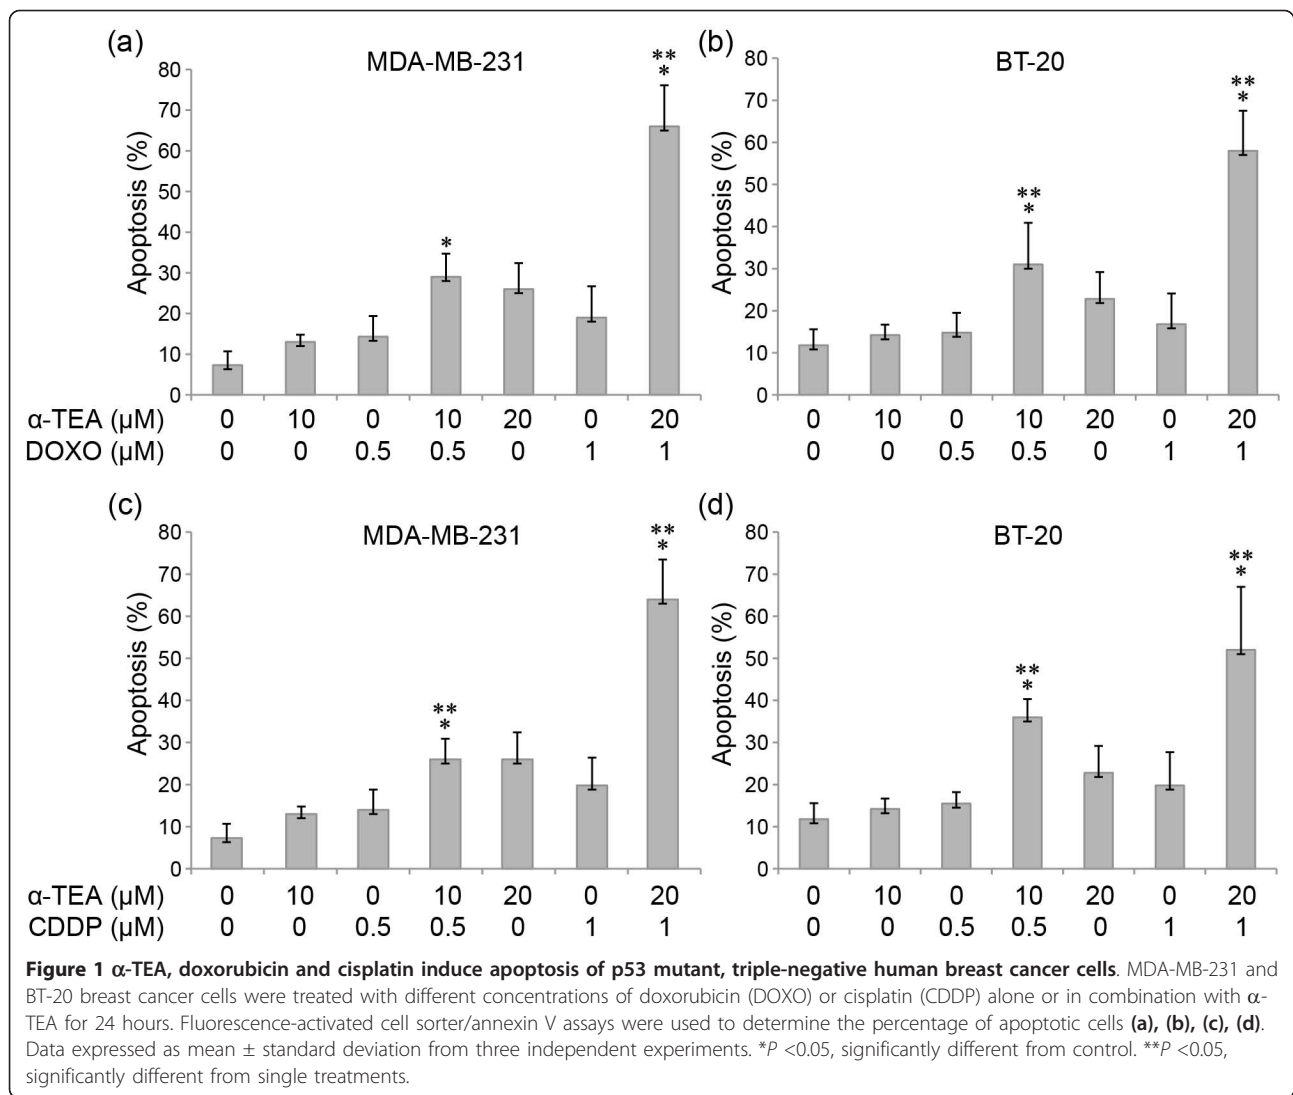 (a)
MDA-MB-231
**
*
80
70
60
50
40
30
20
10
0
Apoptosis (%)
*
α-TEA (μM) 0 10 0 10 20 0 20
DOXO (μM) 0 0 0.5 0.5 0 1 1
(b)
BT-20
**
*
**
*
80
70
60
50
40
30
20
10
0
Apoptosis (%)
0 10 0 10 20 0 20
0 0 0.5 0.5 0 1 1
(c)
MDA-MB-231
**
*
**
*
80
70
60
50
40
30
20
10
0
Apoptosis (%)
α-TEA (μM) 0 10 0 10 20 0 20
CDDP (μM) 0 0 0.5 0.5 0 1 1
(d)
BT-20
**
*
**
*
80
70
60
50
40
30
20
10
0
Apoptosis (%)
0 10 0 10 20 0 20
0 0 0.5 0.5 0 1 1
Figure 1 α-TEA, doxorubicin and cisplatin induce apoptosis of p53 mutant, triple-negative human breast cancer cells. MDA-MB-231 and
BT-20 breast cancer cells were treated with different concentrations of doxorubicin (DOXO) or cisplatin (CDDP) alone or in combination with α-
TEA for 24 hours. Fluorescence-activated cell sorter/annexin V assays were used to determine the percentage of apoptotic cells (a), (b), (c), (d).
Data expressed as mean ± standard deviation from three independent experiments. *P <0.05, significantly different from control. **P <0.05,
significantly different from single treatments.